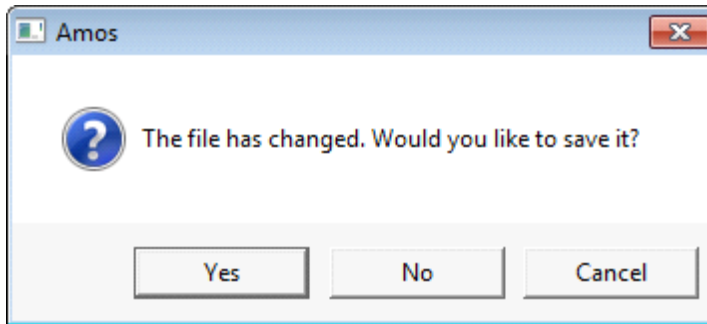 Amos
The file has changed. Would you like to save it?
Yes
No
Cancel